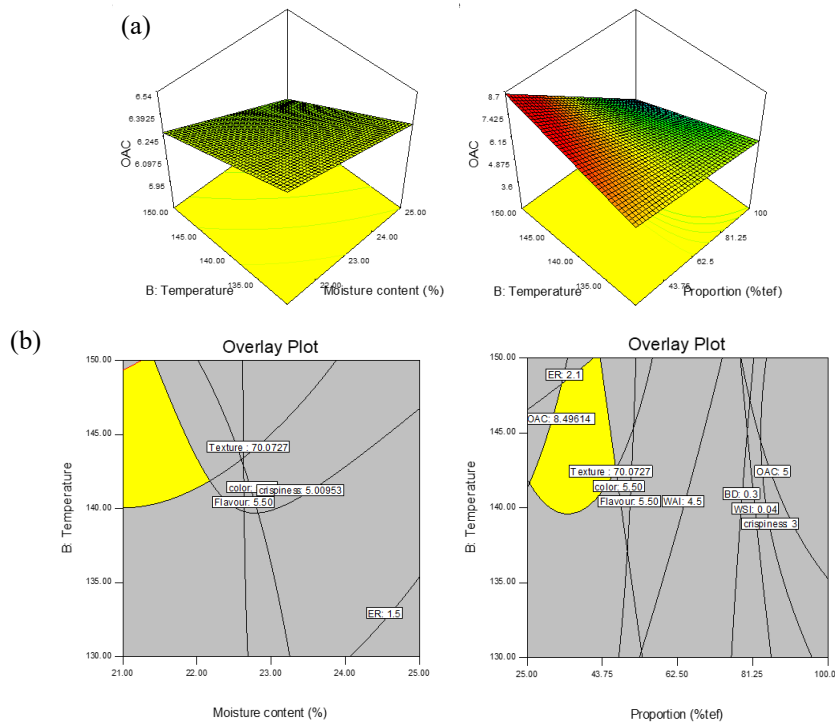 (a)
6.54
6.3925
6.245
6.0975
5.95
OAC
150.00
145.00
140.00
135.00
25.00
24.00
23.00
22.00
B: Temperature
Moisture content (%)
8.7
7.425
6.15
4.875
3.6
OAC
150.00
145.00
140.00
135.00
100
81.25
62.5
43.75
B: Temperature
Proportion (%tef)
(b)
Overlay Plot
150.00
145.00
140.00
135.00
130.00
21.00
22.00
23.00
24.00
25.00
B: Temperature
Moisture content (%)
Texture : 70.0727
color:
crispiness: 5.00953
Flavour: 5.50
ER: 1.5
Overlay Plot
150.00
145.00
140.00
135.00
130.00
25.00
43.75
62.50
81.25
100.0
B: Temperature
Proportion (%tef)
ER: 2.1
OAC: 8.49614
Texture : 70.0727
color: 5.50
Flavour: 5.50
WAI: 4.5
OAC: 5
BD: 0.3
WSI: 0.04
crispiness 3